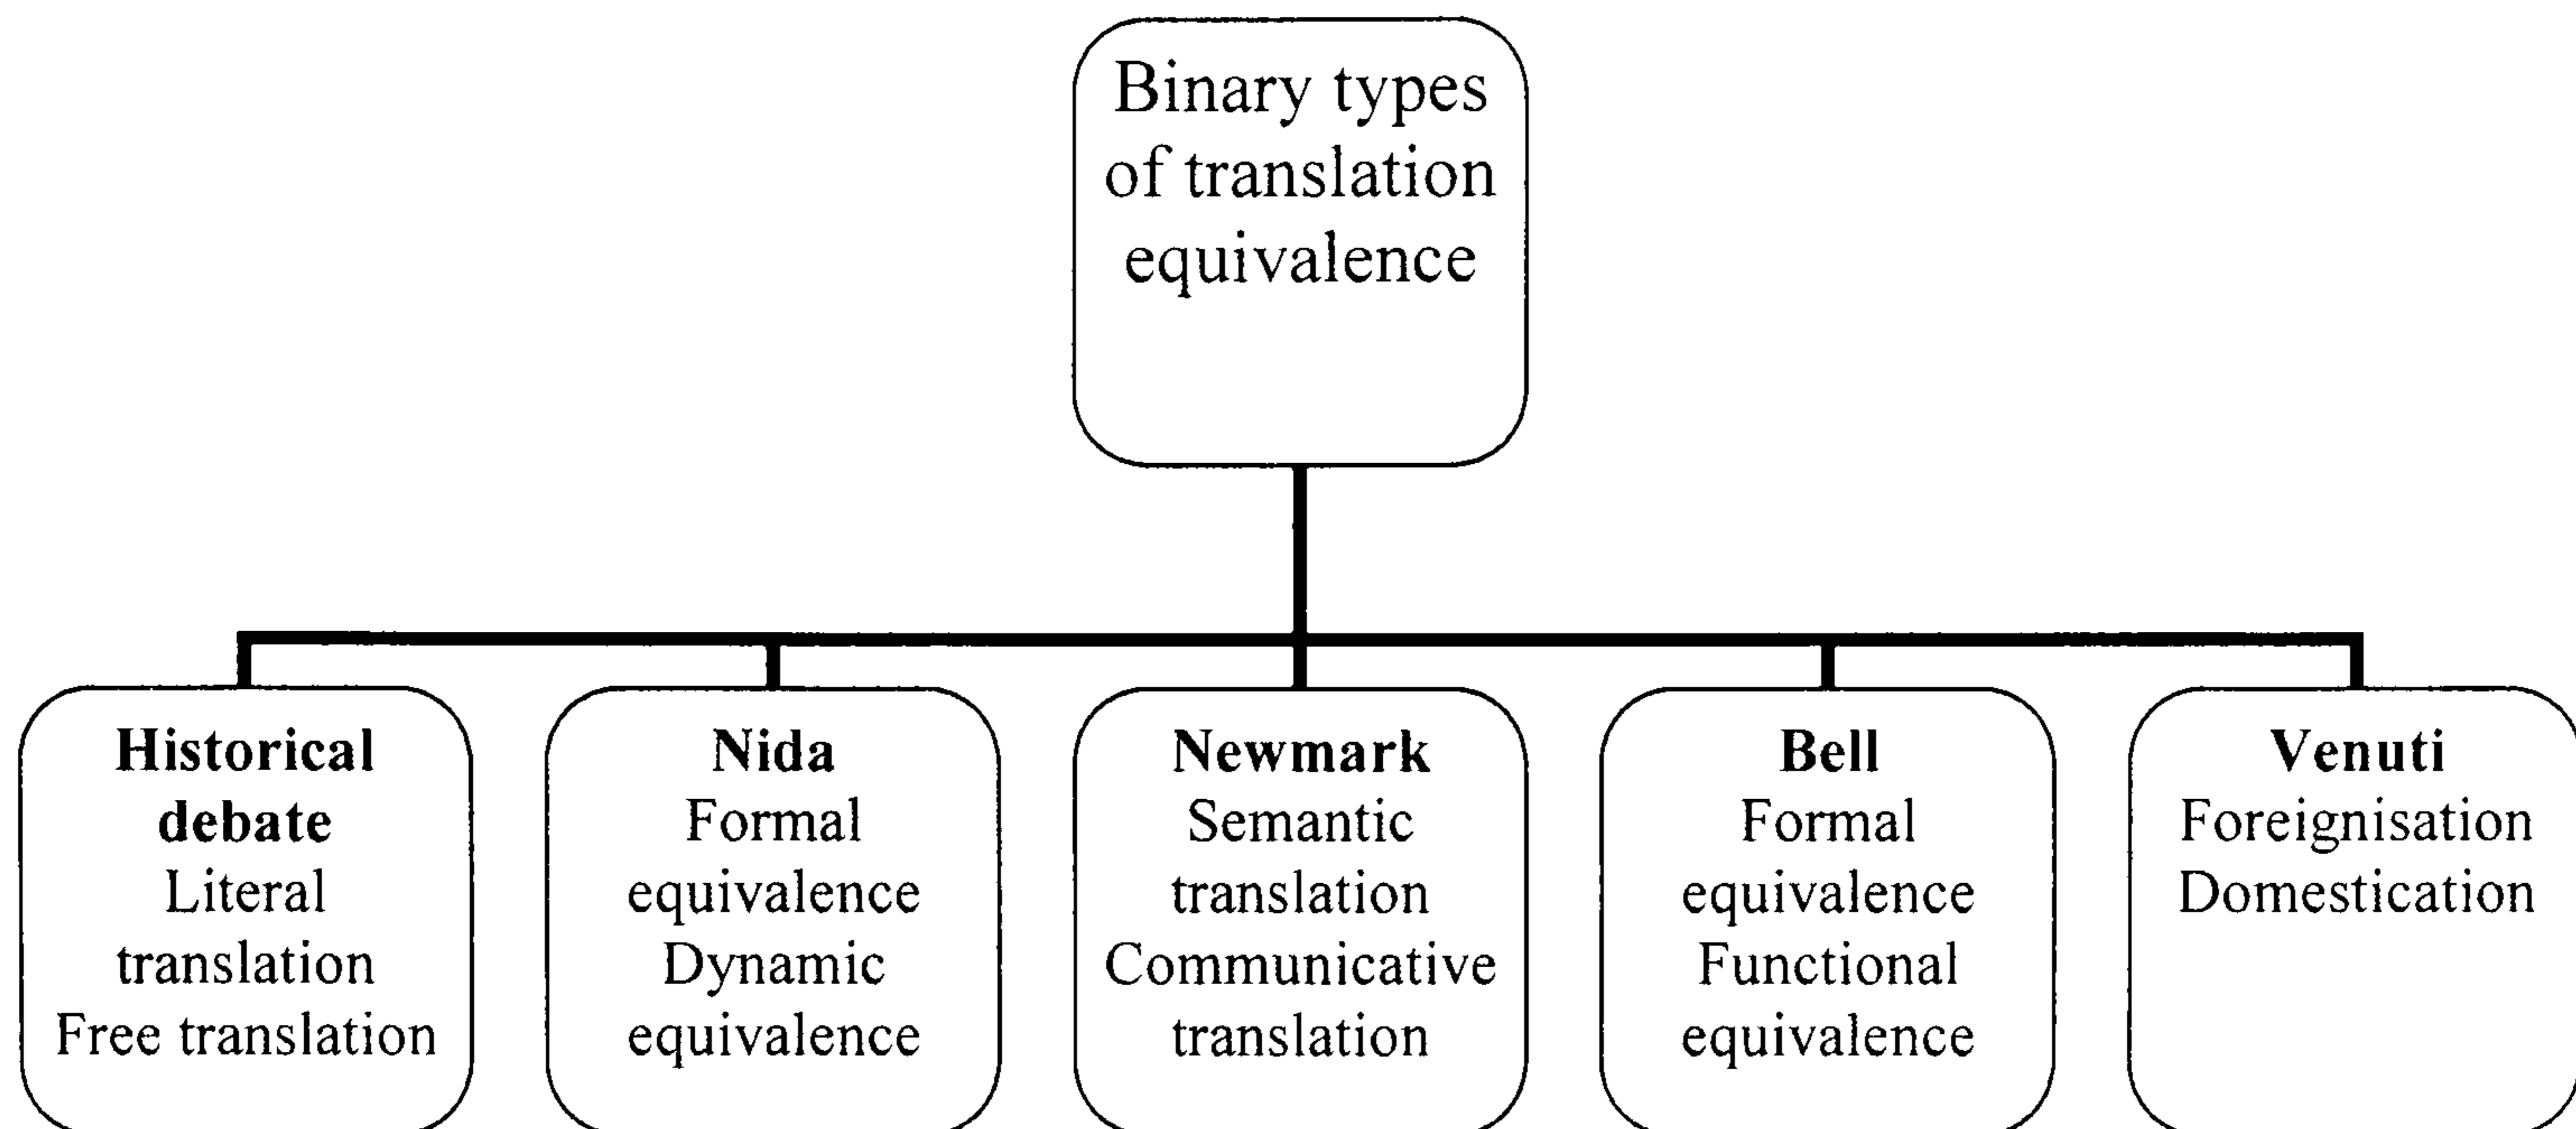 Binary types
of translation
equivalence
Historical
debate
Literal
translation
Free translation
Nida
Formal
equivalence
Dynamic
equivalence
Newmark
Semantic
translation
Communicative
translation
Bell
Formal
equivalence
Functional
equivalence
Venuti
Foreignisation
Domestication